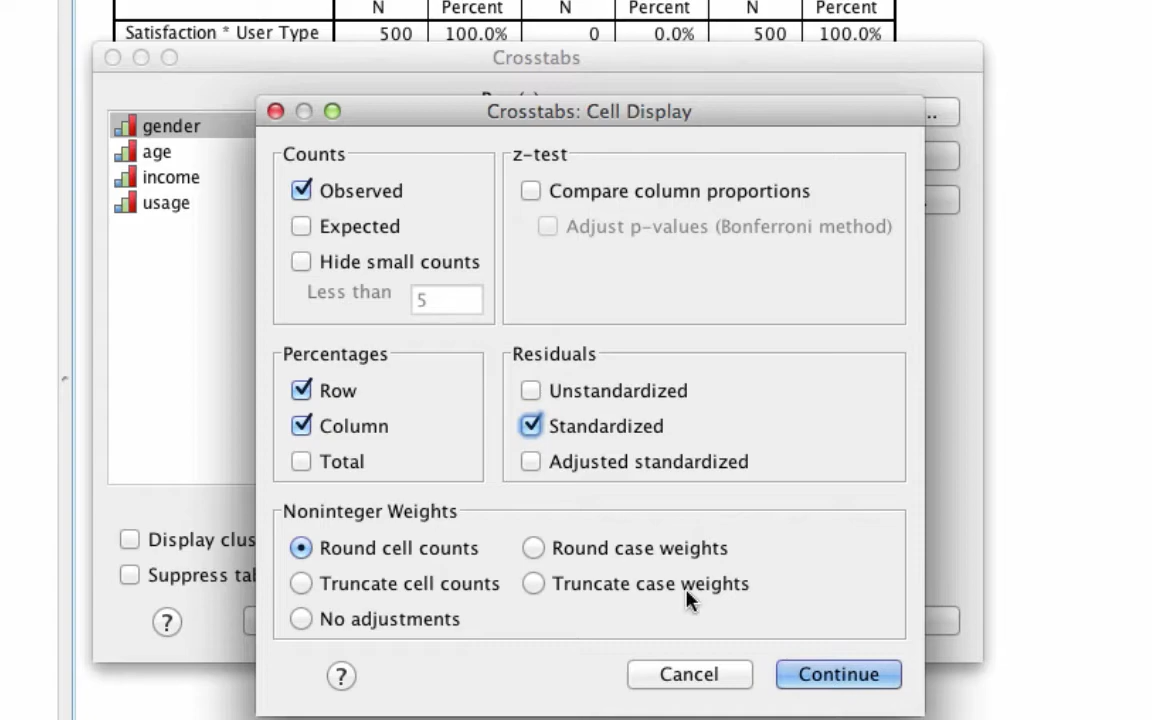 N Percent N Percent N Percent
Satisfaction * User Type 500 100.0% 0 0.0% 500 100.0%
Crosstabs
Crosstabs: Cell Display
gender
age
income
usage
Counts
Observed
Expected
Hide small counts
Less than 5
z-test
Compare column proportions
Adjust p-values (Bonferroni method)
Percentages
Row
Column
Total
Residuals
Unstandardized
Standardized
Adjusted standardized
Noninteger Weights
Round cell counts Round case weights
Truncate cell counts Truncate case weights
No adjustments
Display clus
Suppress tab
? Cancel Continue
?